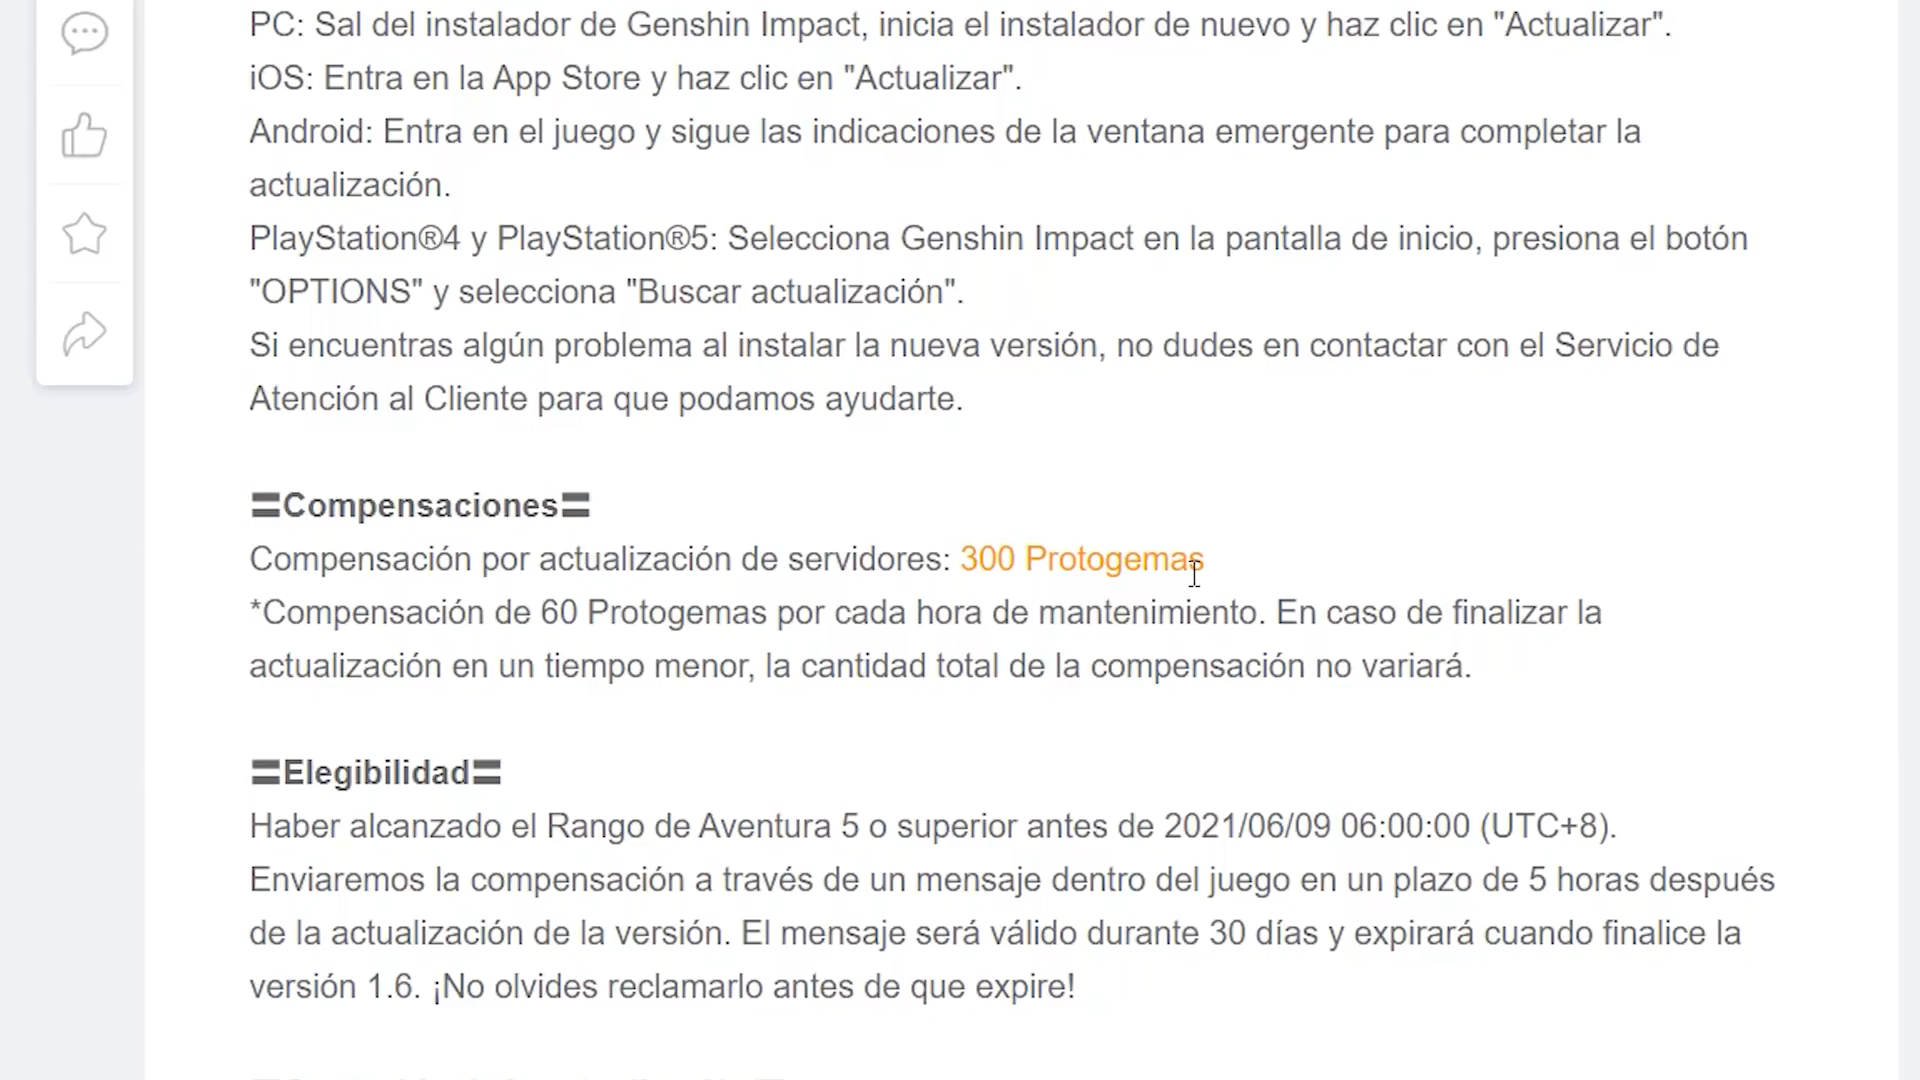 PC: Sal del instalador de Genshin Impact, inicia el instalador de nuevo y haz clic en "Actualizar".
iOS: Entra en la App Store y haz clic en "Actualizar".
Android: Entra en el juego y sigue las indicaciones de la ventana emergente para completar la
actualización.
PlayStation®4 y PlayStation®5: Selecciona Genshin Impact en la pantalla de inicio, presiona el botón
"OPTIONS" y selecciona "Buscar actualización".
Si encuentras algún problema al instalar la nueva versión, no dudes en contactar con el Servicio de
Atención al Cliente para que podamos ayudarte.
〓Compensaciones〓
Compensación por actualización de servidores: 300 Protogemas
*Compensación de 60 Protogemas por cada hora de mantenimiento. En caso de finalizar la
actualización en un tiempo menor, la cantidad total de la compensación no variará.
〓Elegibilidad〓
Haber alcanzado el Rango de Aventura 5 o superior antes de 2021/06/09 06:00:00 (UTC+8).
Enviaremos la compensación a través de un mensaje dentro del juego en un plazo de 5 horas después
de la actualización de la versión. El mensaje será válido durante 30 días y expirará cuando finalice la
versión 1.6. ¡No olvides reclamarlo antes de que expire!